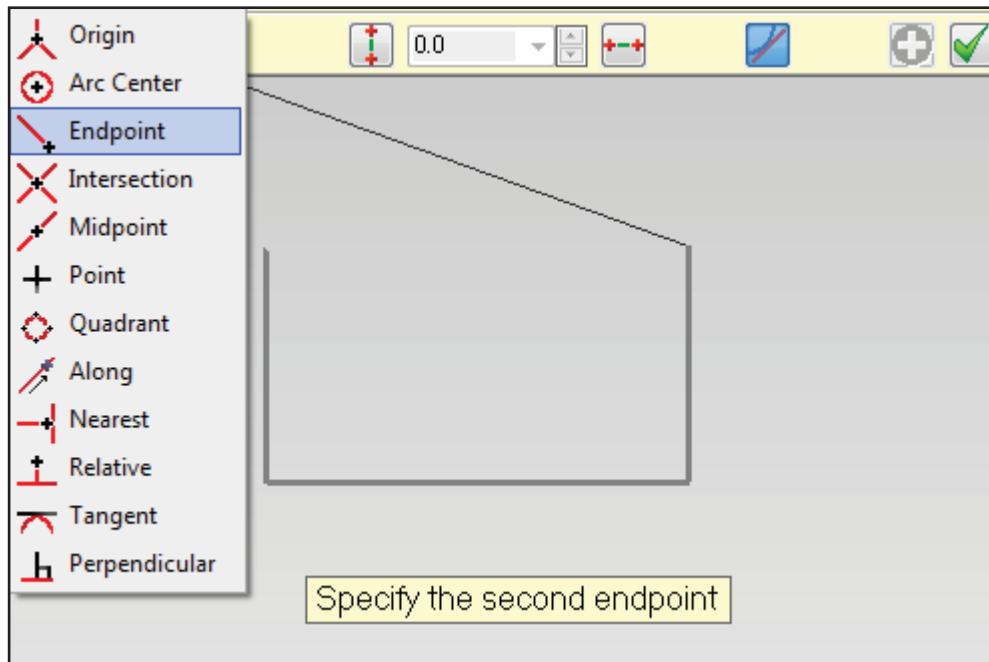 Origin
0.0
Arc Center
Endpoint
Intersection
Midpoint
Point
Quadrant
Along
Nearest
Relative
Tangent
Perpendicular
Specify the second endpoint